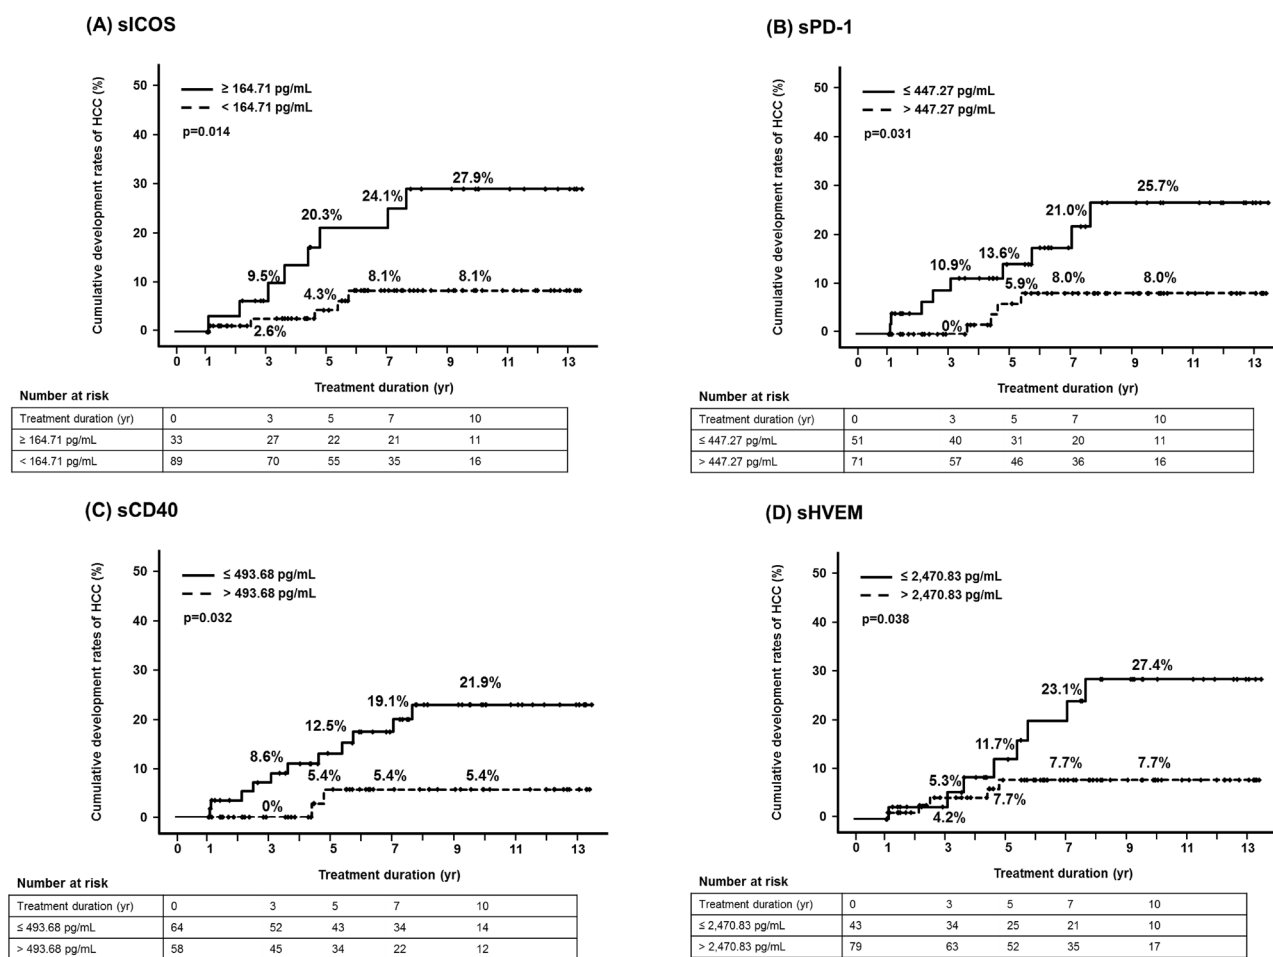 (A) sICOS
Cumulative development rates of HCC (%)
50
40
30
20
10
0
≥ 164.71 pg/mL
< 164.71 pg/mL
p=0.014
9.5%
20.3%
24.1%
27.9%
2.6%
4.3%
8.1%
8.1%
0 1 3 5 7 9 11 13
Treatment duration (yr)
Number at risk
Treatment duration (yr) 0 3 5 7 10
≥ 164.71 pg/mL 33 27 22 21 11
< 164.71 pg/mL 89 70 55 35 16
(B) sPD-1
Cumulative development rates of HCC (%)
50
40
30
20
10
0
≤ 447.27 pg/mL
> 447.27 pg/mL
p=0.031
10.9%
13.6%
21.0%
25.7%
0%
5.9%
8.0%
8.0%
0 1 3 5 7 9 11 13
Treatment duration (yr)
Number at risk
Treatment duration (yr) 0 3 5 7 10
≤ 447.27 pg/mL 51 40 31 20 11
> 447.27 pg/mL 71 57 46 36 16
(C) sCD40
Cumulative development rates of HCC (%)
50
40
30
20
10
0
≤ 493.68 pg/mL
> 493.68 pg/mL
p=0.032
8.6%
12.5%
19.1%
21.9%
0%
5.4%
5.4%
5.4%
0 1 3 5 7 9 11 13
Treatment duration (yr)
Number at risk
Treatment duration (yr) 0 3 5 7 10
≤ 493.68 pg/mL 64 52 43 34 14
> 493.68 pg/mL 58 45 34 22 12
(D) sHVEM
Cumulative development rates of HCC (%)
50
40
30
20
10
0
≤ 2,470.83 pg/mL
> 2,470.83 pg/mL
p=0.038
5.3%
11.7%
23.1%
27.4%
4.2%
7.7%
7.7%
7.7%
0 1 3 5 7 9 11 13
Treatment duration (yr)
Number at risk
Treatment duration (yr) 0 3 5 7 10
≤ 2,470.83 pg/mL 43 34 25 21 10
> 2,470.83 pg/mL 79 63 52 35 17